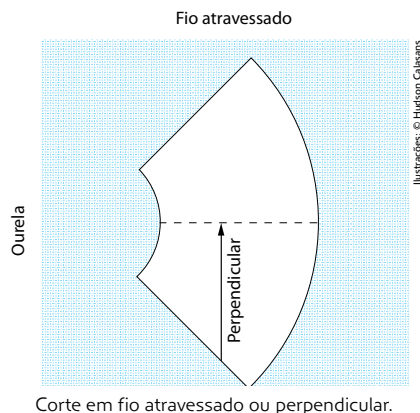 Fio atravessado
Ilustrações: © Hudson Calasans
Ourela
Perpendicular
Corte em fio atravessado ou perpendicular.